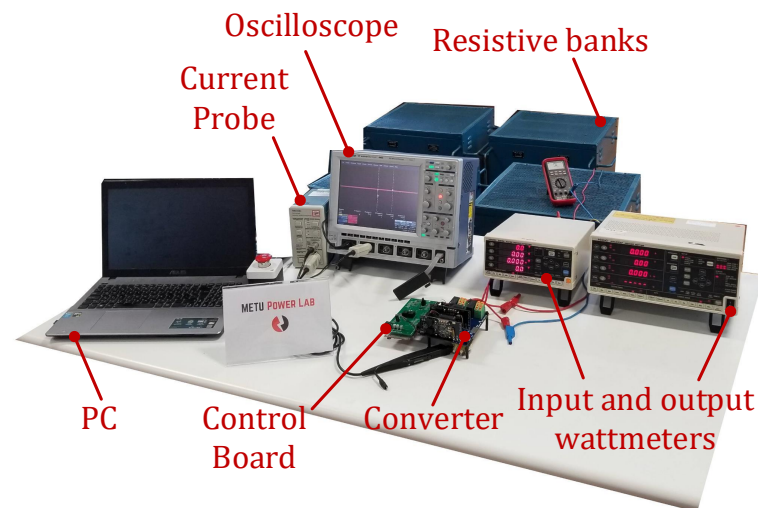 Oscilloscope
Resistive banks
Current
Probe
METU POWER LAB
PC
Control
Board
Converter
Input and output
wattmeters